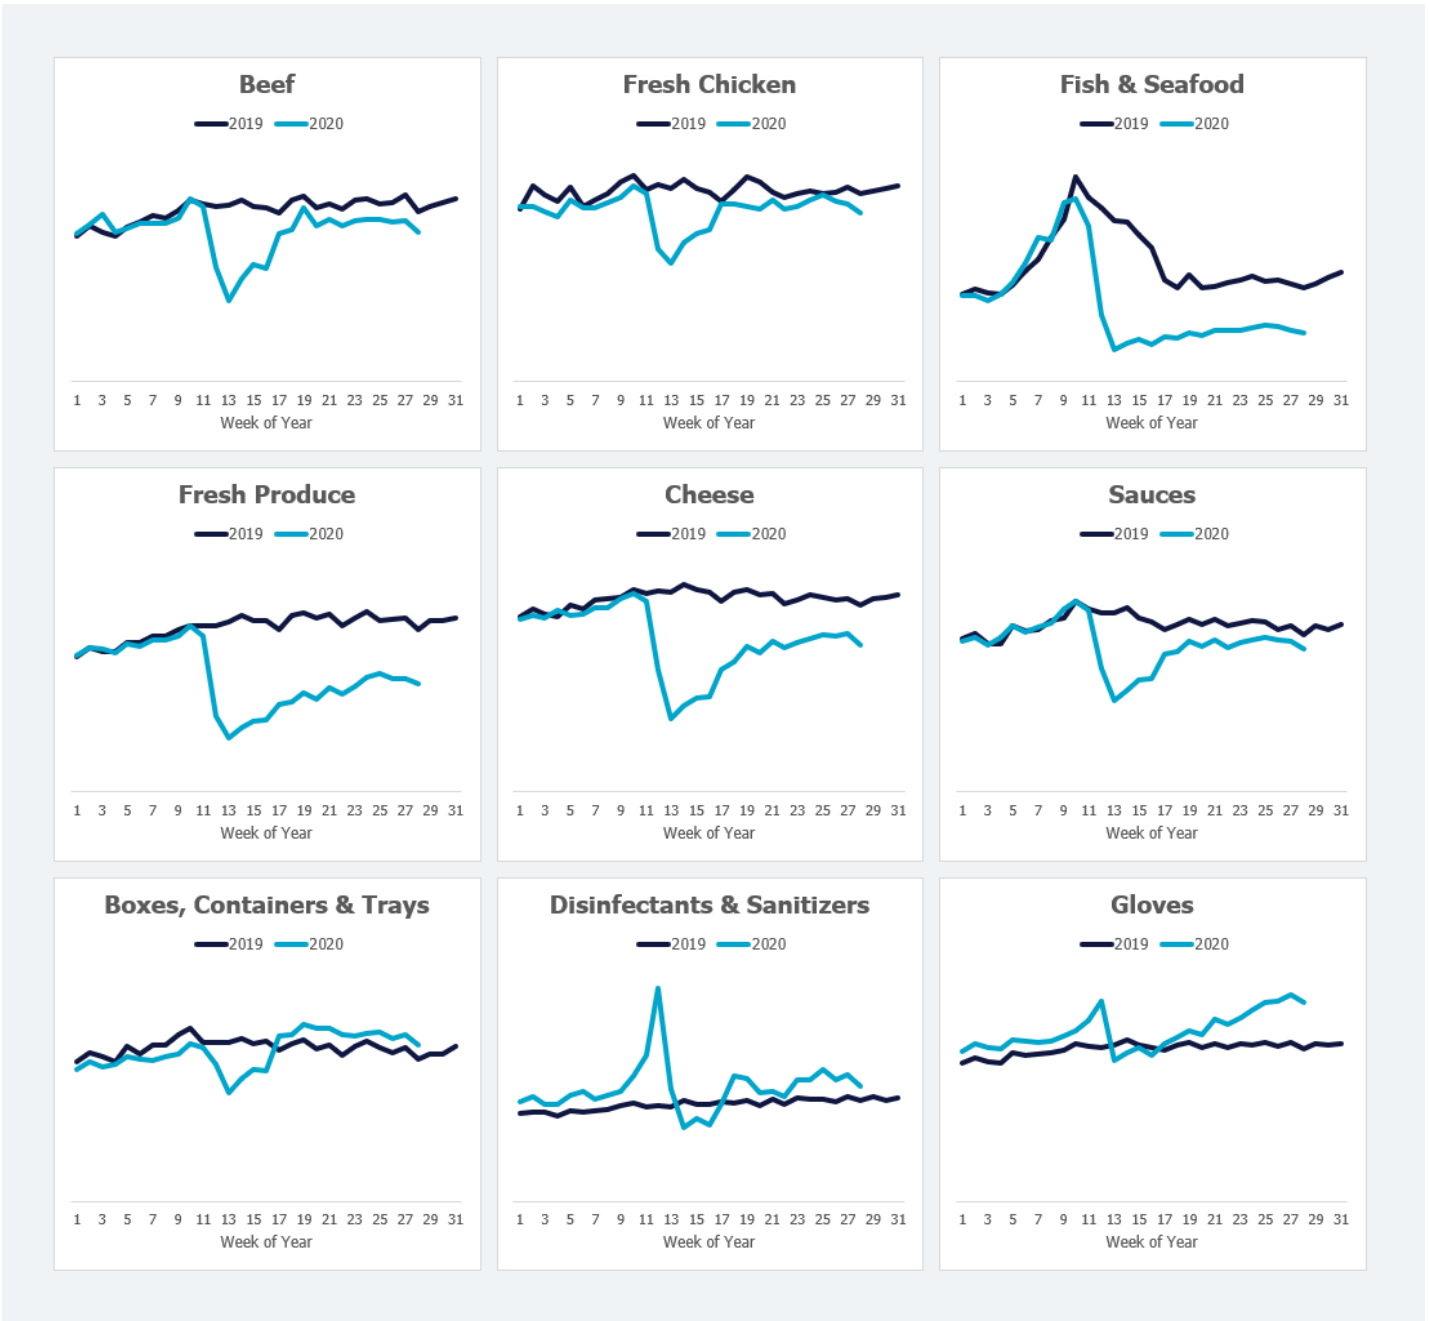 Beef
2019 2020
1 3 5 7 9 11 13 15 17 19 21 23 25 27 29 31
Week of Year
Fresh Chicken
2019 2020
1 3 5 7 9 11 13 15 17 19 21 23 25 27 29 31
Week of Year
Fish & Seafood
2019 2020
1 3 5 7 9 11 13 15 17 19 21 23 25 27 29 31
Week of Year
Fresh Produce
2019 2020
1 3 5 7 9 11 13 15 17 19 21 23 25 27 29 31
Week of Year
Cheese
2019 2020
1 3 5 7 9 11 13 15 17 19 21 23 25 27 29 31
Week of Year
Sauces
2019 2020
1 3 5 7 9 11 13 15 17 19 21 23 25 27 29 31
Week of Year
Boxes, Containers & Trays
2019 2020
1 3 5 7 9 11 13 15 17 19 21 23 25 27 29 31
Week of Year
Disinfectants & Sanitizers
2019 2020
1 3 5 7 9 11 13 15 17 19 21 23 25 27 29 31
Week of Year
Gloves
2019 2020
1 3 5 7 9 11 13 15 17 19 21 23 25 27 29 31
Week of Year